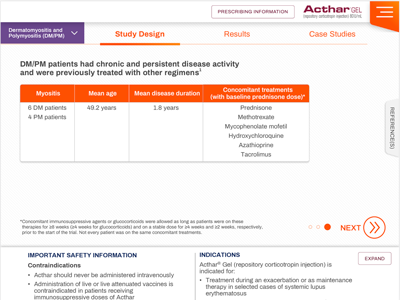 PRESCRIBING INFORMATION
Acthar GEL
(repository corticotropin injection) 80 U/mL
Dermatomyositis and
Polymyositis (DM/PM)
Study Design
Results
Case Studies
DM/PM patients had chronic and persistent disease activity
and were previously treated with other regimens¹
Myositis Mean age Mean disease duration Concomitant treatments
(with baseline prednisone dose)*
6 DM patients 49.2 years 1.8 years Prednisone
4 PM patients Methotrexate
Mycophenolate mofetil
Hydroxychloroquine
Azathioprine
Tacrolimus
REFERENCE(S)
*Concomitant immunosuppressive agents or glucocorticoids were allowed as long as patients were on these
therapies for ≥8 weeks (≥4 weeks for glucocorticoids) and on a stable dose for ≥4 weeks and ≥2 weeks, respectively,
prior to the start of the trial. Not every patient was on the same concomitant treatments.
NEXT
IMPORTANT SAFETY INFORMATION
Contraindications
• Acthar should never be administered intravenously
• Administration of live or live attenuated vaccines is
contraindicated in patients receiving
immunosuppressive doses of Acthar
INDICATIONS
EXPAND
Acthar® Gel (repository corticotropin injection) is
indicated for:
• Treatment during an exacerbation or as maintenance
therapy in selected cases of systemic lupus
erythematosus